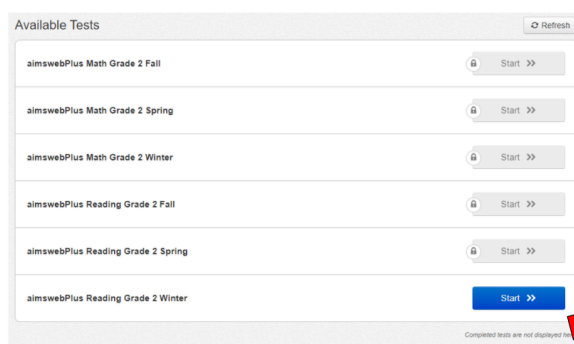 Available Tests
Refresh
aimswebPlus Math Grade 2 Fall
Start >>
aimswebPlus Math Grade 2 Spring
Start >>
aimswebPlus Math Grade 2 Winter
Start >>
aimswebPlus Reading Grade 2 Fall
Start >>
aimswebPlus Reading Grade 2 Spring
Start >>
aimswebPlus Reading Grade 2 Winter
Start >>
Completed tests are not displayed